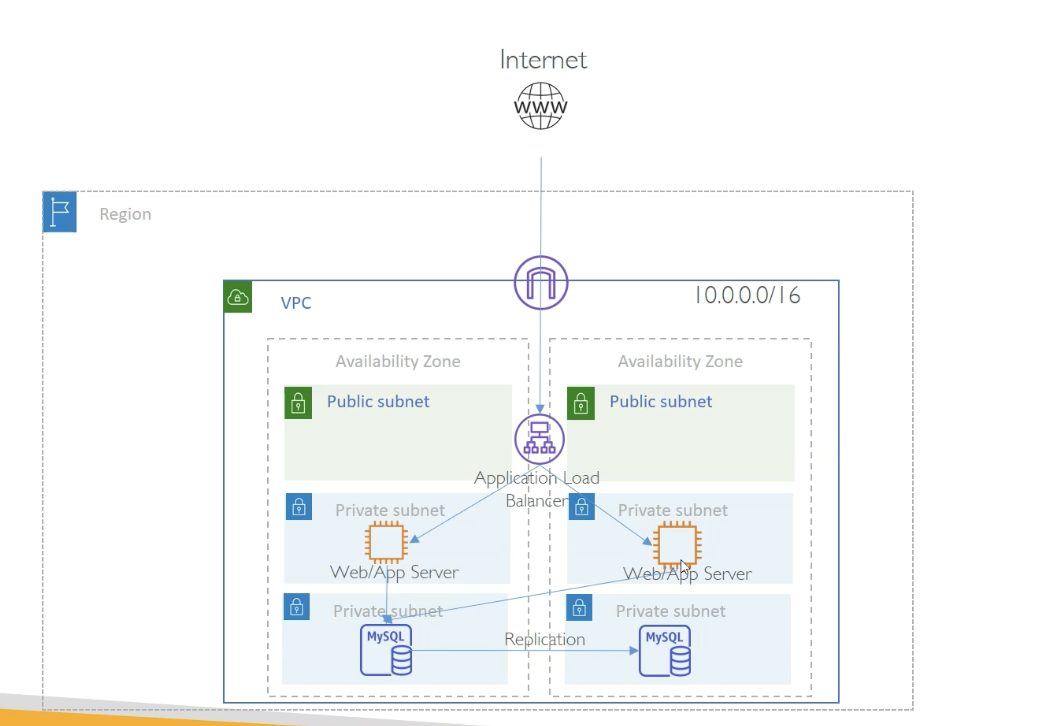 Internet
WWW
Region
VPC
10.0.0.0/16
Availability Zone
Availability Zone
Public subnet
Public subnet
Application Load
Balancer
Private subnet
Private subnet
Web/App Server
Web/App Server
Private subnet
Private subnet
MySQL
Replication
MySQL